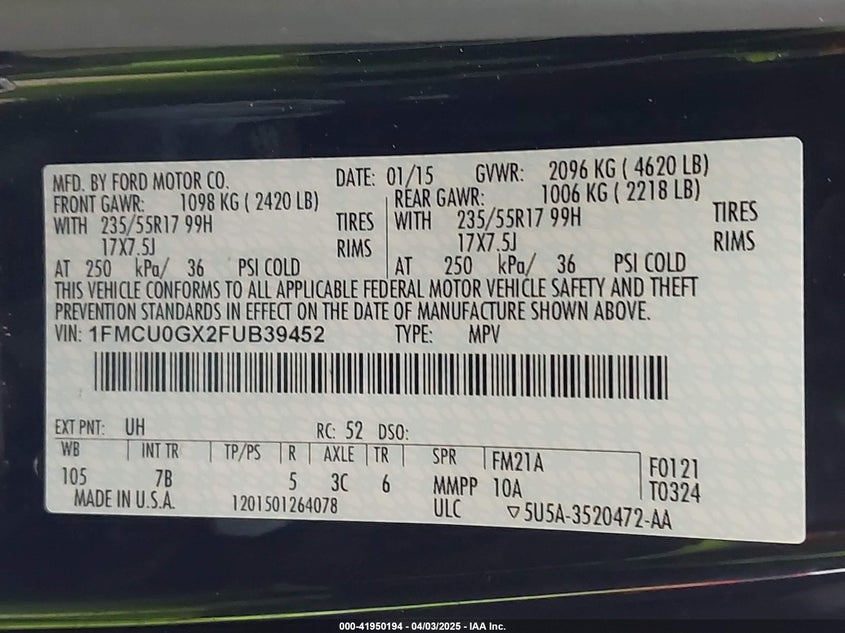 MFD. BY FORD MOTOR CO. DATE: 01/15 GVWR: 2096 KG ( 4620 LB)
FRONT GAWR: 1098 KG ( 2420 LB) REAR GAWR: 1006 KG ( 2218 LB)
WITH 235/55R17 99H TIRES WITH 235/55R17 99H TIRES
17X7.5J RIMS 17X7.5J RIMS
AT 250 kPa/ 36 PSI COLD AT 250 kPa/ 36 PSI COLD
THIS VEHICLE CONFORMS TO ALL APPLICABLE FEDERAL MOTOR VEHICLE SAFETY AND THEFT
PREVENTION STANDARDS IN EFFECT ON THE DATE OF MANUFACTURE SHOWN ABOVE.
VIN: 1FMCU0GX2FUB39452 TYPE: MPV
EXT PNT: UH RC: 52 DSO:
WB INT TR TP/PS R AXLE TR SPR FM21A F0121
105 7B 5 3C 6 MMPP 10A T0324
MADE IN U.S.A. 1201501264078 ULC ▽5U5A-3520472-AA
000-41950194 - 04/03/2025 - IAA Inc.